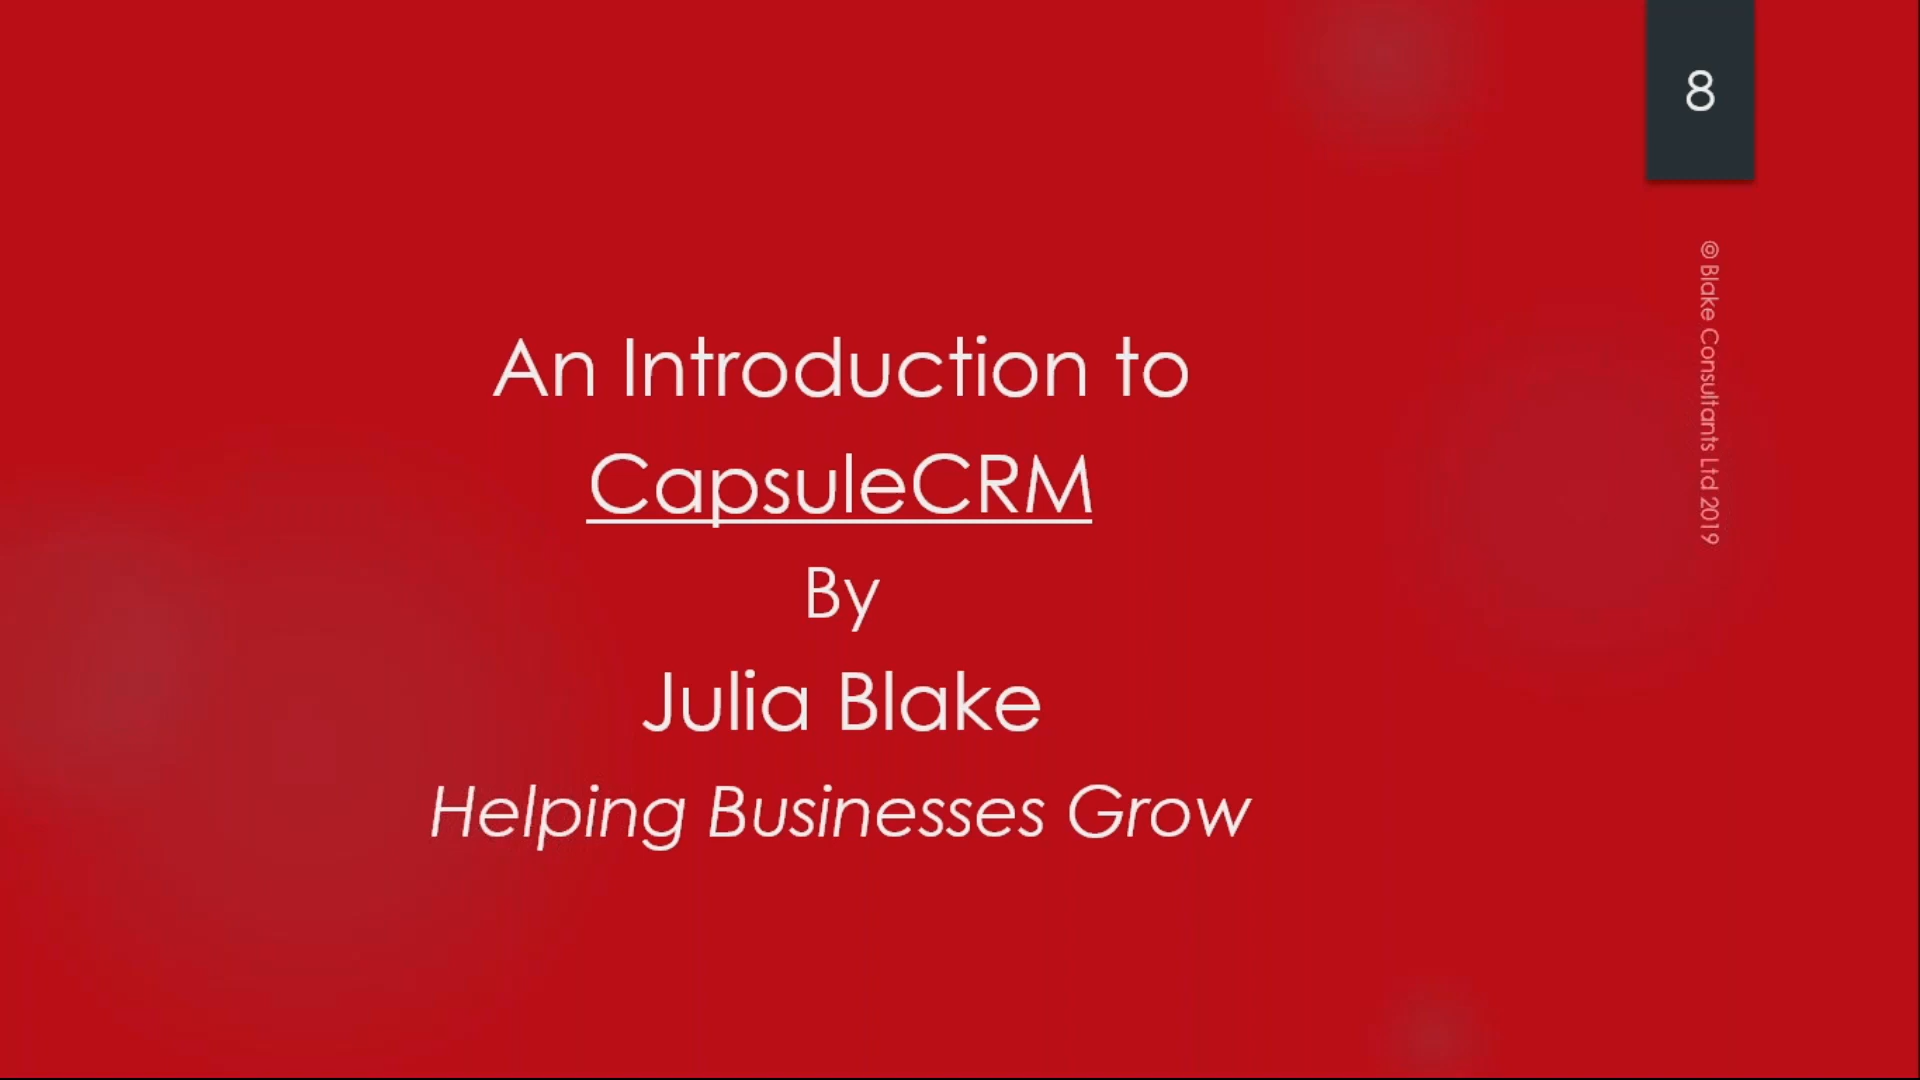 8
An Introduction to
CapsuleCRM
By
Julia Blake
Helping Businesses Grow
© Blake Consultants Ltd 2019